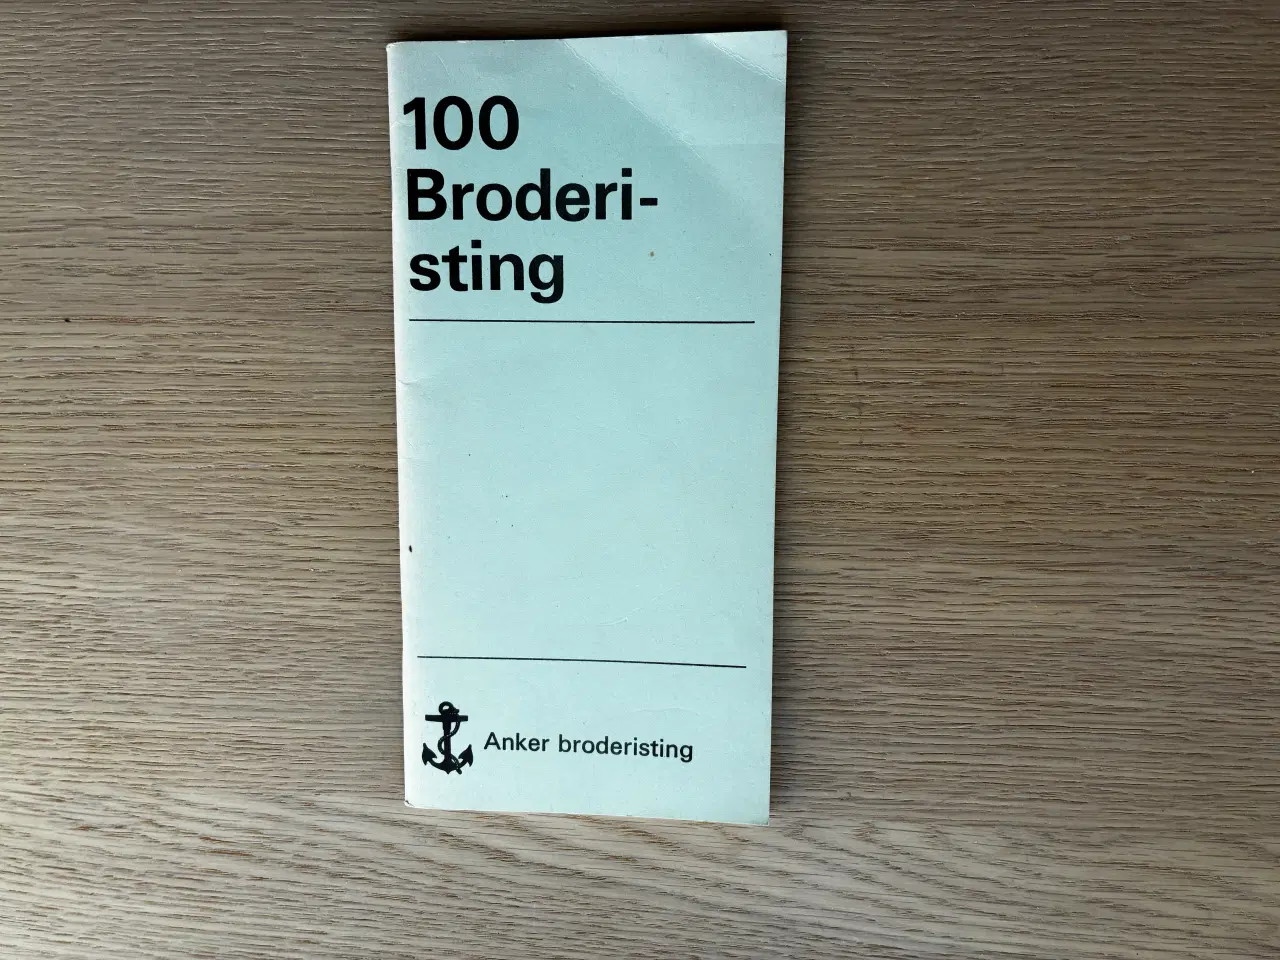 100
Broderi-
sting
Anker broderisting